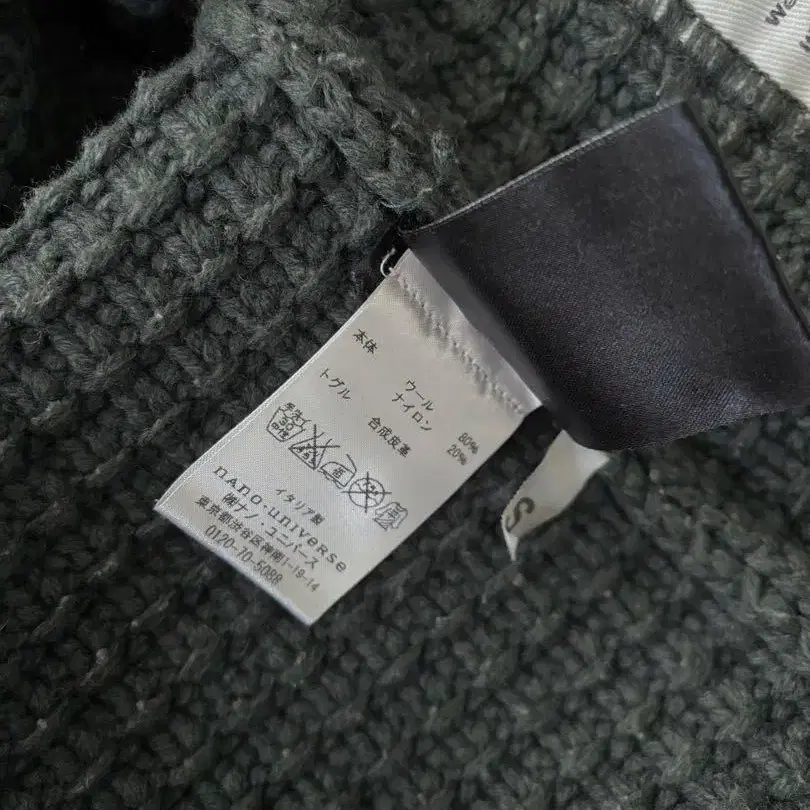 本体
ウール 80%
ナイロン 20%
トグル
合成皮革
手洗イ
30
中性
nano·universe
イタリア製
㈱ナノ・ユニバース
東京都渋谷区神南1-19-14
0120-70-5088
S